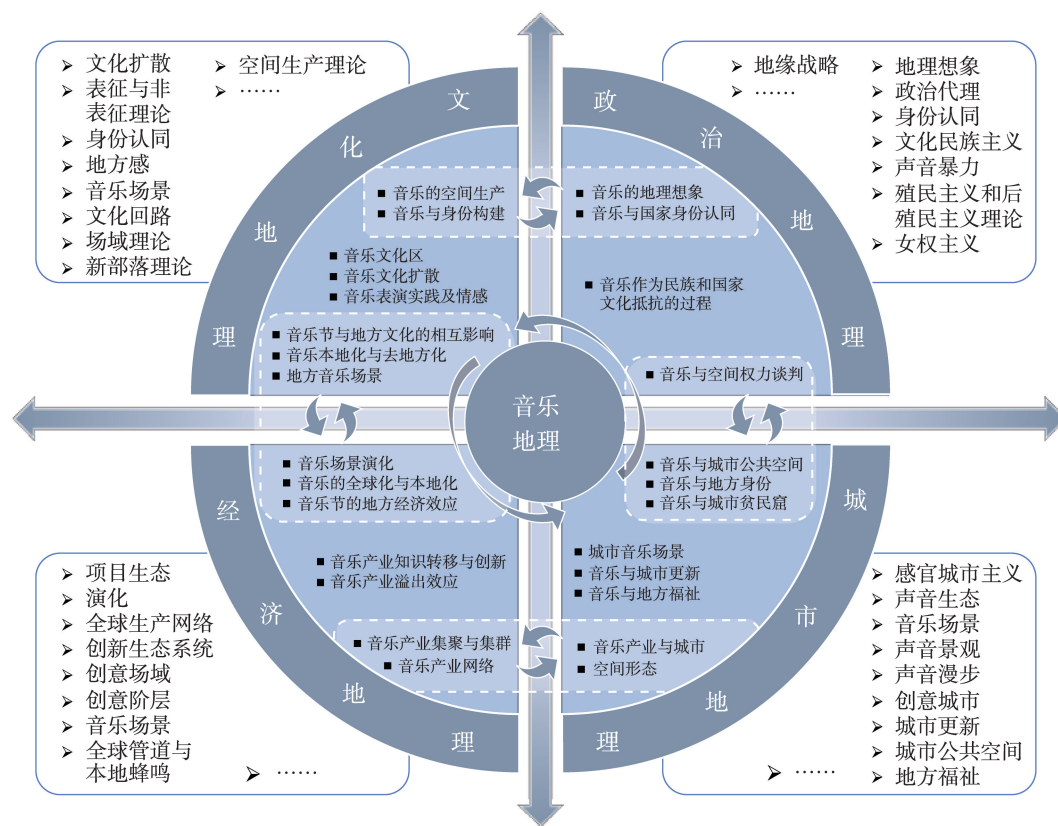 文化扩散
表征与非
表征理论
身份认同
地方感
音乐场景
文化回路
场域理论
新部落理论
空间生产理论
……
地缘战略
……
地理想象
政治代理
身份认同
文化民族主义
声音暴力
殖民主义和后
殖民主义理论
女权主义
文化地理
政治地理
音乐的空间生产
音乐与身份构建
音乐的地理想象
音乐与国家身份认同
音乐文化区
音乐文化扩散
音乐表演实践及情感
音乐作为民族和国家
文化抵抗的过程
音乐节与地方文化的相互影响
音乐本地化与去地方化
地方音乐场景
音乐与空间权力谈判
音乐
地理
音乐场景演化
音乐的全球化与本地化
音乐节的地方经济效应
音乐与城市公共空间
音乐与地方身份
音乐与城市贫民窟
音乐产业知识转移与创新
音乐产业溢出效应
城市音乐场景
音乐与城市更新
音乐与地方福祉
音乐产业集聚与集群
音乐产业网络
音乐产业与城市
空间形态
经济地理
城市地理
项目生态
演化
全球生产网络
创新生态系统
创意场域
创意阶层
音乐场景
全球管道与
本地蜂鸣
……
……
感官城市主义
声音生态
音乐场景
声音景观
声音漫步
创意城市
城市更新
城市公共空间
地方福祉